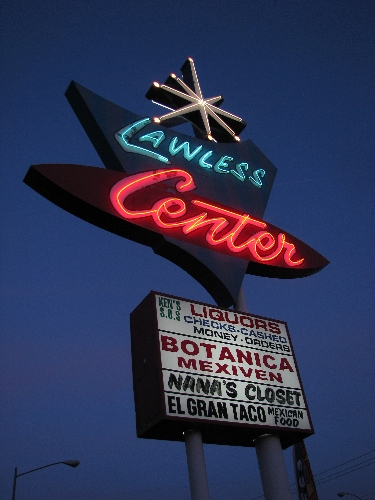 LAWLESS
Center
KEN'S
S.O.S
LIQUORS
CHECKS·CASHED
MONEY·ORDERS
BOTANICA
MEXIVEN
NANA'S CLOSET
EL GRAN TACO MEXICAN
FOOD